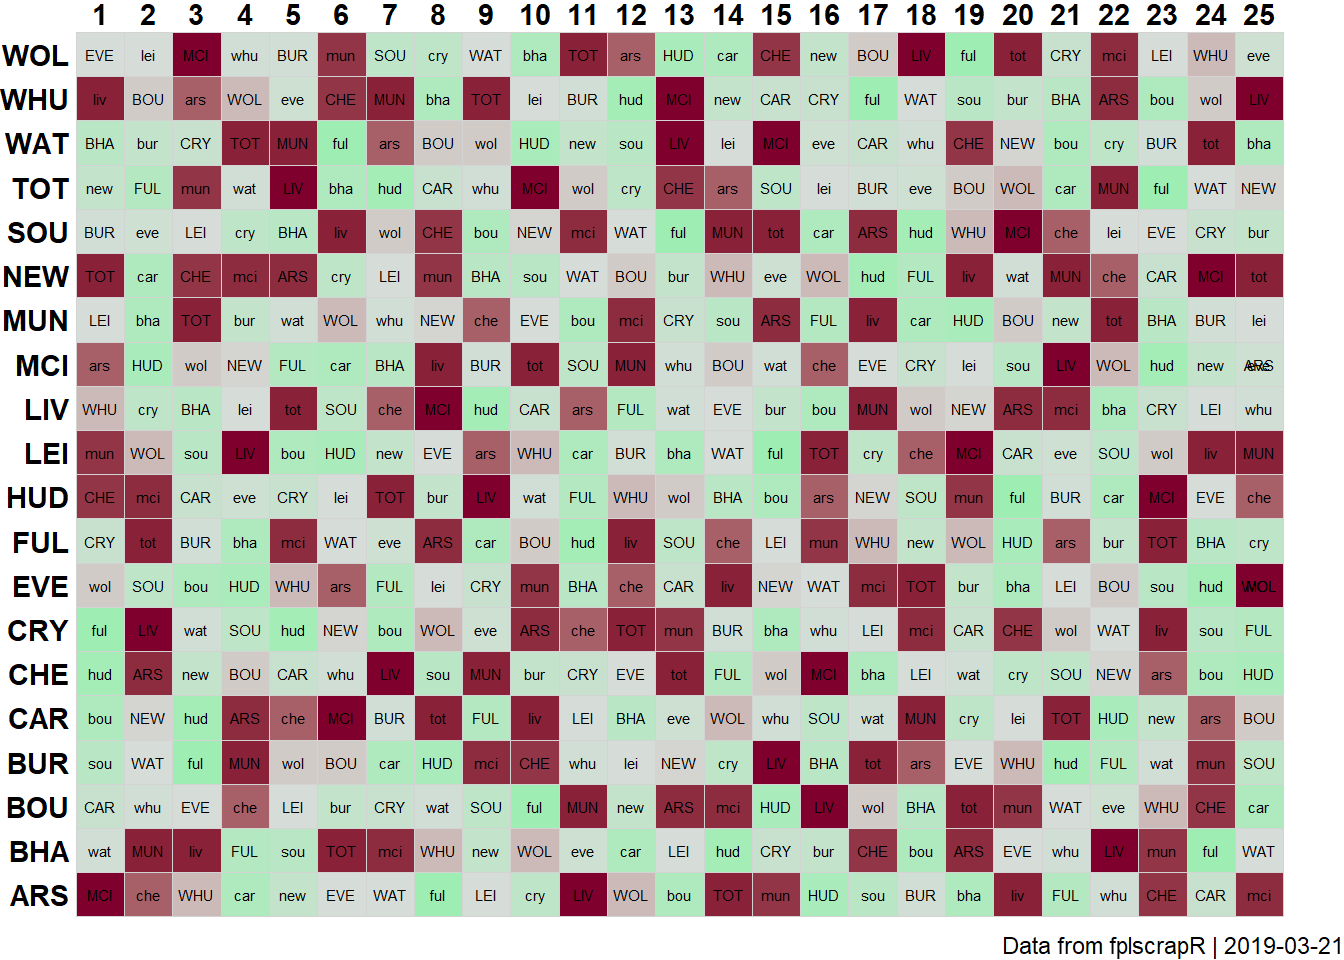 1 2 3 4 5 6 7 8 9 10 11 12 13 14 15 16 17 18 19 20 21 22 23 24 25
WOL EVE lei MCI whu BUR mun SOU cry WAT bha TOT ars HUD car CHE new BOU LIV ful tot CRY mci LEI WHU eve
WHU liv BOU ars WOL eve CHE MUN bha TOT lei BUR hud MCI new CAR CRY ful WAT sou bur BHA ARS bou wol LIV
WAT BHA bur CRY TOT MUN ful ars BOU wol HUD new sou LIV lei MCI eve CAR whu CHE NEW bou cry BUR tot bha
TOT new FUL mun wat LIV bha hud CAR whu MCI wol cry CHE ars SOU lei BUR eve BOU WOL car MUN ful WAT NEW
SOU BUR eve LEI cry BHA liv wol CHE bou NEW mci WAT ful MUN tot car ARS hud WHU MCI che lei EVE CRY bur
NEW TOT car CHE mci ARS cry LEI mun BHA sou WAT BOU bur WHU eve WOL hud FUL liv wat MUN che CAR MCI tot
MUN LEI bha TOT bur wat WOL whu NEW che EVE bou mci CRY sou ARS FUL liv car HUD BOU new tot BHA BUR lei
MCI ars HUD wol NEW FUL car BHA liv BUR tot SOU MUN whu BOU wat che EVE CRY lei sou LIV WOL hud new ARS eve
LIV WHU cry BHA lei tot SOU che MCI hud CAR ars FUL wat EVE bur bou MUN wol NEW ARS mci bha CRY LEI whu
LEI mun WOL sou LIV bou HUD new EVE ars WHU car BUR bha WAT ful TOT cry che MCI CAR eve SOU wol liv MUN
HUD CHE mci CAR eve CRY lei TOT bur LIV wat FUL WHU wol BHA bou ars NEW SOU mun ful BUR car MCI EVE che
FUL CRY tot BUR bha mci WAT eve ARS car BOU hud liv SOU che LEI mun WHU new WOL HUD ars bur TOT BHA cry
EVE wol SOU bou HUD WHU ars FUL lei CRY mun BHA che CAR liv NEW WAT mci TOT bur bha LEI BOU sou hud WOL
CRY ful LIV wat SOU hud NEW bou WOL eve ARS che TOT mun BUR bha whu LEI mci CAR CHE wol WAT liv sou FUL
CHE hud ARS new BOU CAR whu LIV sou MUN bur CRY EVE tot FUL wol MCI bha LEI wat cry SOU NEW ars bou HUD
CAR bou NEW hud ARS che MCI BUR tot FUL liv LEI BHA eve WOL whu SOU wat MUN cry lei TOT HUD new ars BOU
BUR sou WAT ful MUN wol BOU car HUD mci CHE whu lei NEW cry LIV BHA tot ars EVE WHU hud FUL wat mun SOU
BOU CAR whu EVE che LEI bur CRY wat SOU ful MUN new ARS mci HUD LIV wol BHA tot mun WAT eve WHU CHE car
BHA wat MUN liv FUL sou TOT mci WHU new WOL eve car LEI hud CRY bur CHE bou ARS EVE whu LIV mun ful WAT
ARS MCI che WHU car new EVE WAT ful LEI cry LIV WOL bou TOT mun HUD sou BUR bha liv FUL whu CHE CAR mci
Data from fplscrapR | 2019-03-21